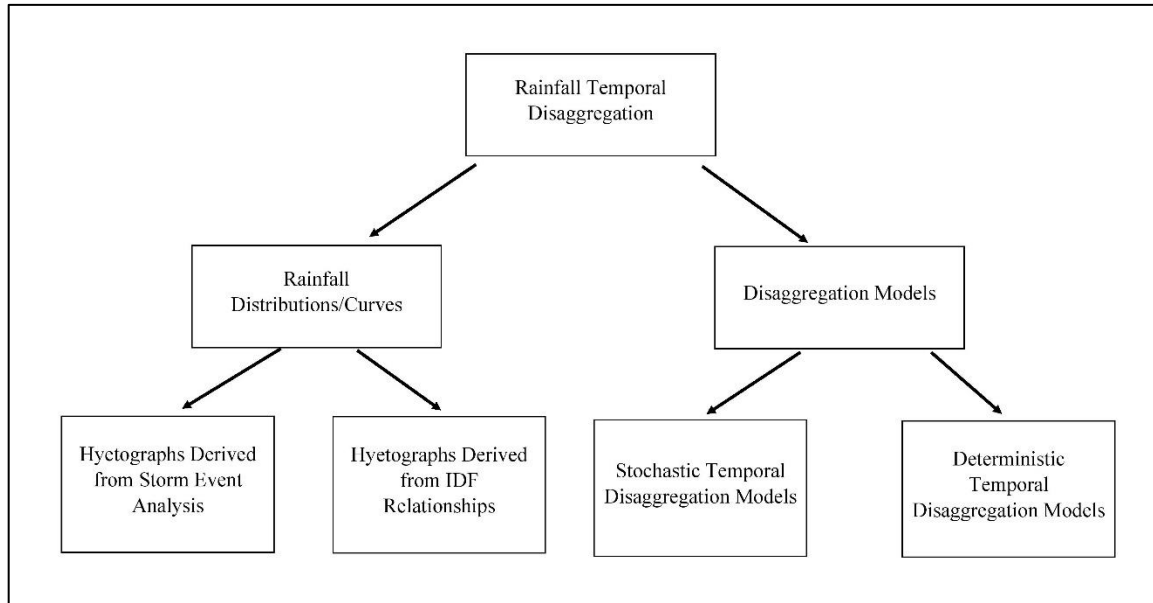 Rainfall Temporal
Disaggregation
Rainfall
Distributions/Curves
Disaggregation Models
Hyetographs Derived
from Storm Event
Analysis
Hyetographs Derived
from IDF
Relationships
Stochastic Temporal
Disaggregation Models
Deterministic
Temporal
Disaggregation Models